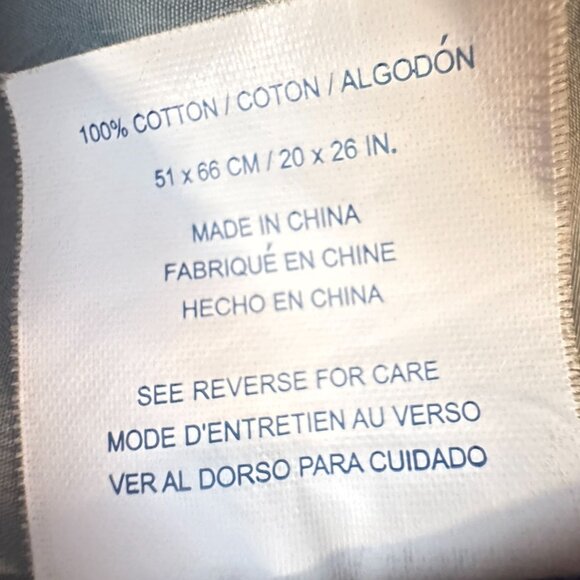 100% COTTON / COTON / ALGODÓN
51 x 66 CM / 20 x 26 IN.
MADE IN CHINA
FABRIQUÉ EN CHINE
HECHO EN CHINA
SEE REVERSE FOR CARE
MODE D'ENTRETIEN AU VERSO
VER AL DORSO PARA CUIDADO